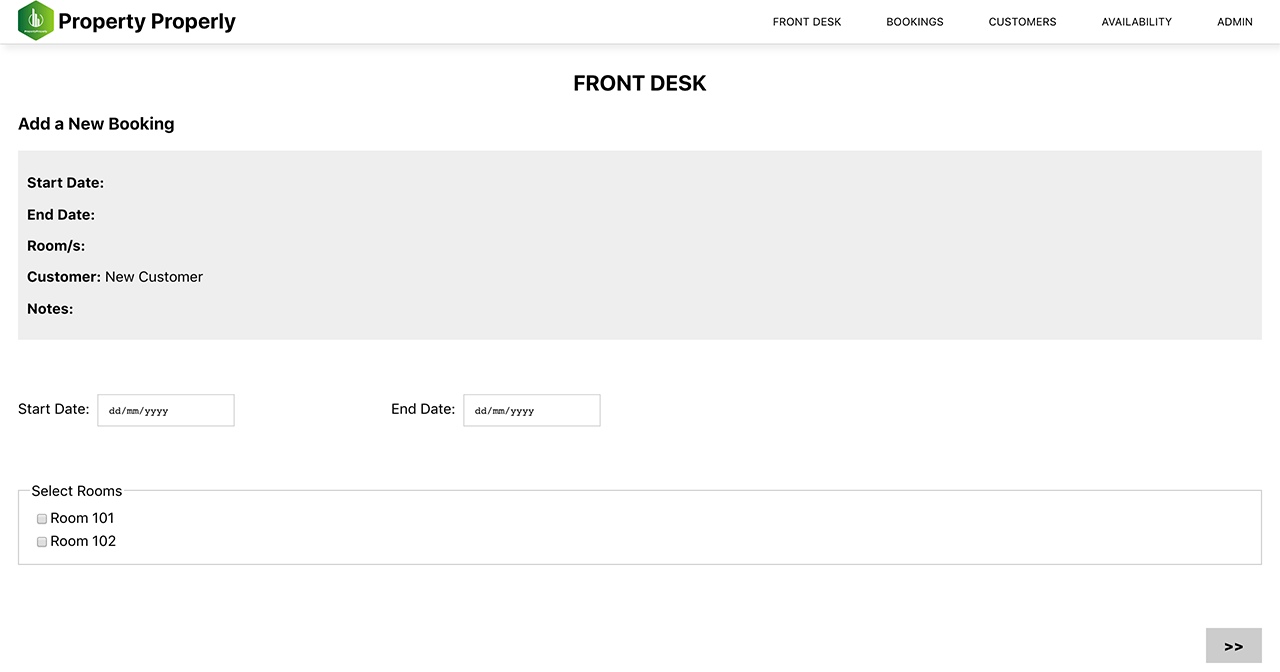 Property Properly
FRONT DESK BOOKINGS CUSTOMERS AVAILABILITY ADMIN
FRONT DESK
Add a New Booking
Start Date:
End Date:
Room/s:
Customer: New Customer
Notes:
Start Date: dd/mm/yyyy End Date: dd/mm/yyyy
Select Rooms
Room 101
Room 102
>>